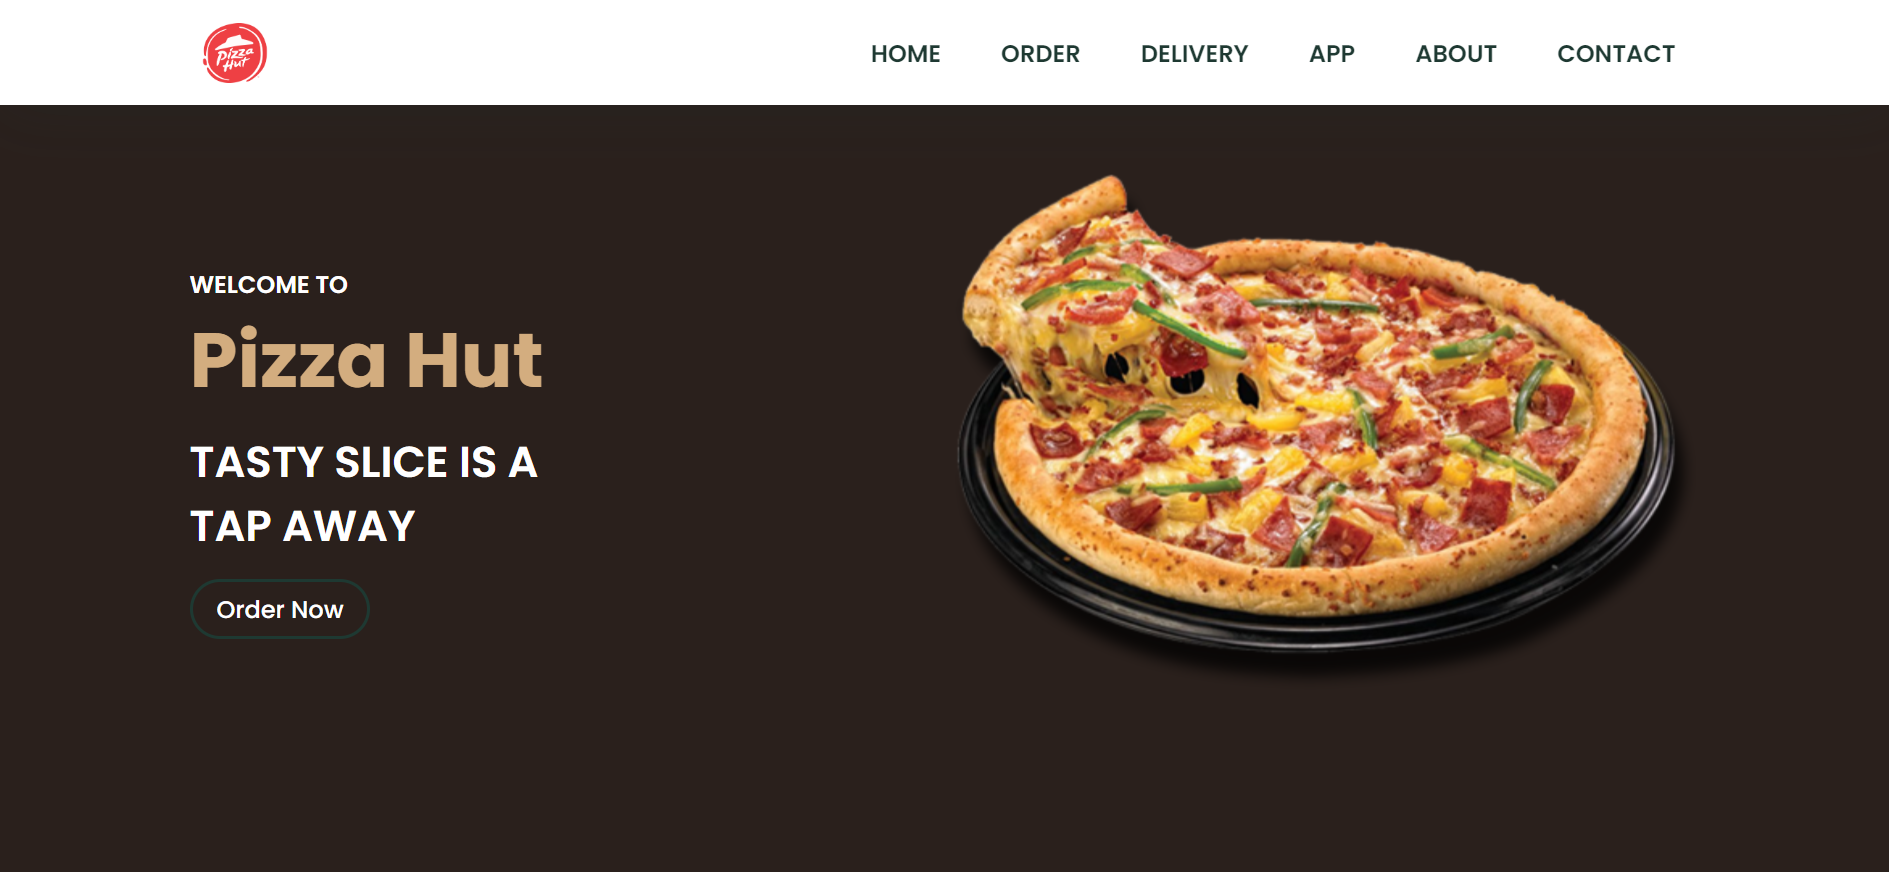 Pizza
Hut
HOME ORDER DELIVERY APP ABOUT CONTACT
WELCOME TO
Pizza Hut
TASTY SLICE IS A
TAP AWAY
Order Now